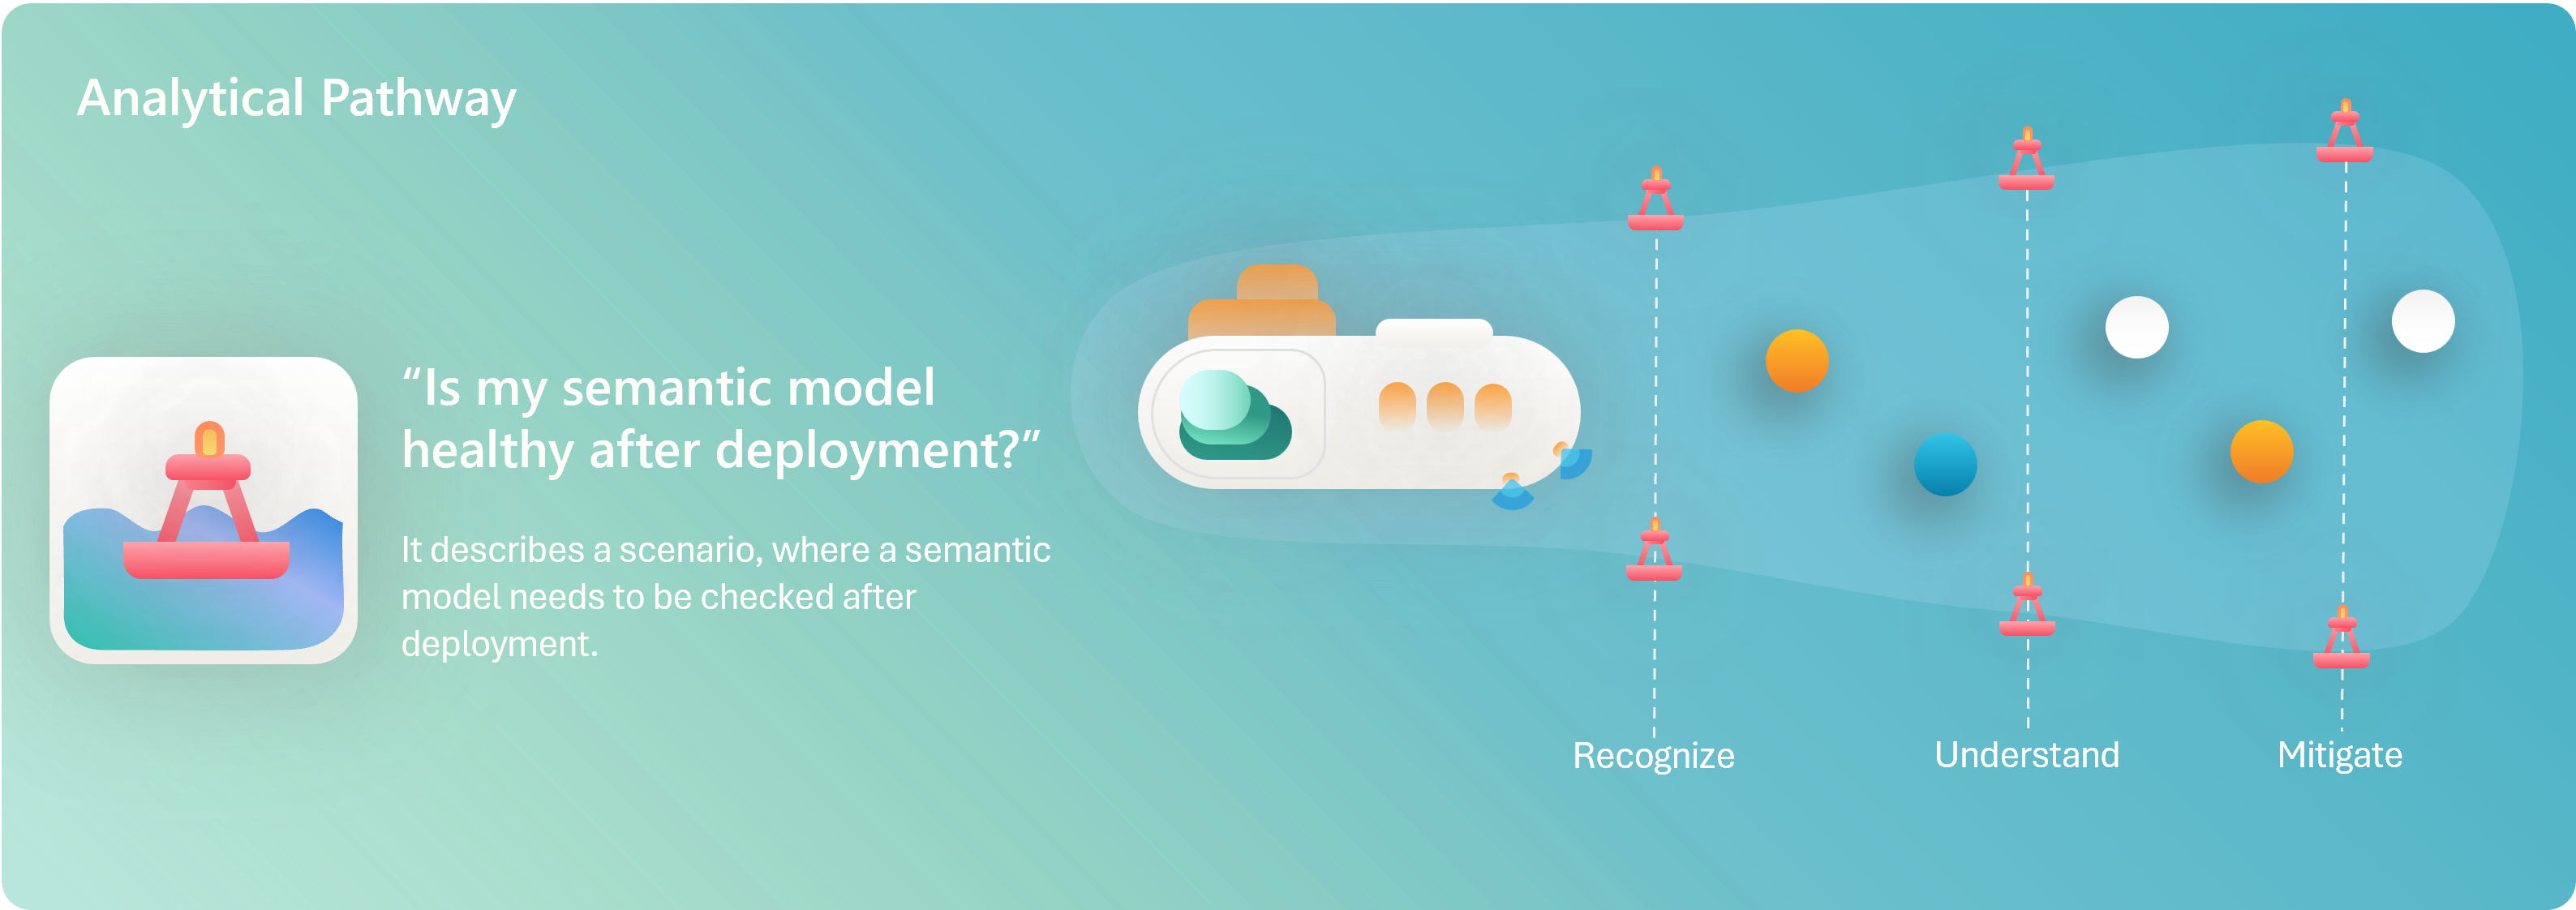 Analytical Pathway
“Is my semantic model
healthy after deployment?”
It describes a scenario, where a semantic
model needs to be checked after
deployment.
Recognize
Understand
Mitigate